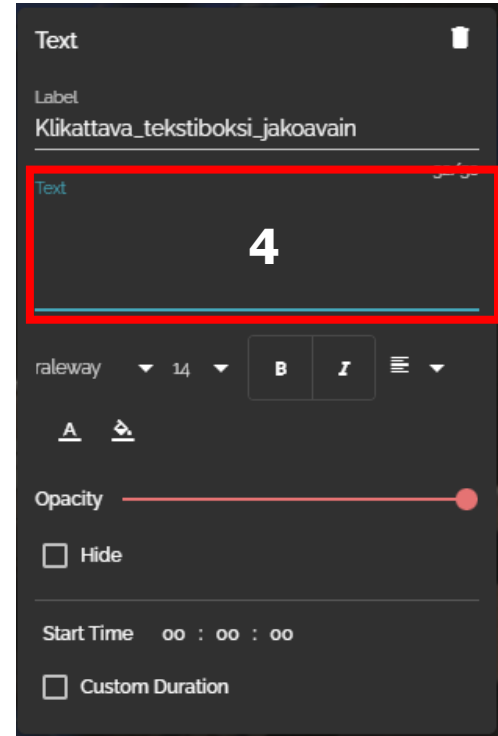 Text
Label
Klikattava_tekstiboksi_jakoavain
Text
4
raleway 14 B I
A
Opacity
Hide
Start Time 00 : 00 : 00
Custom Duration